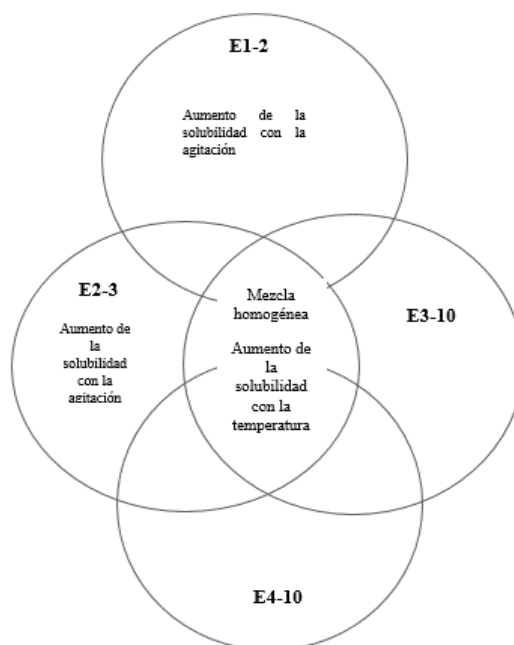 E1-2
Aumento de la
solubilidad con la
agitación
E2-3
Aumento de
la
solubilidad
con la
agitación
Mezcla
homogénea
Aumento de
la
solubilidad
con la
temperatura
E3-10
E4-10